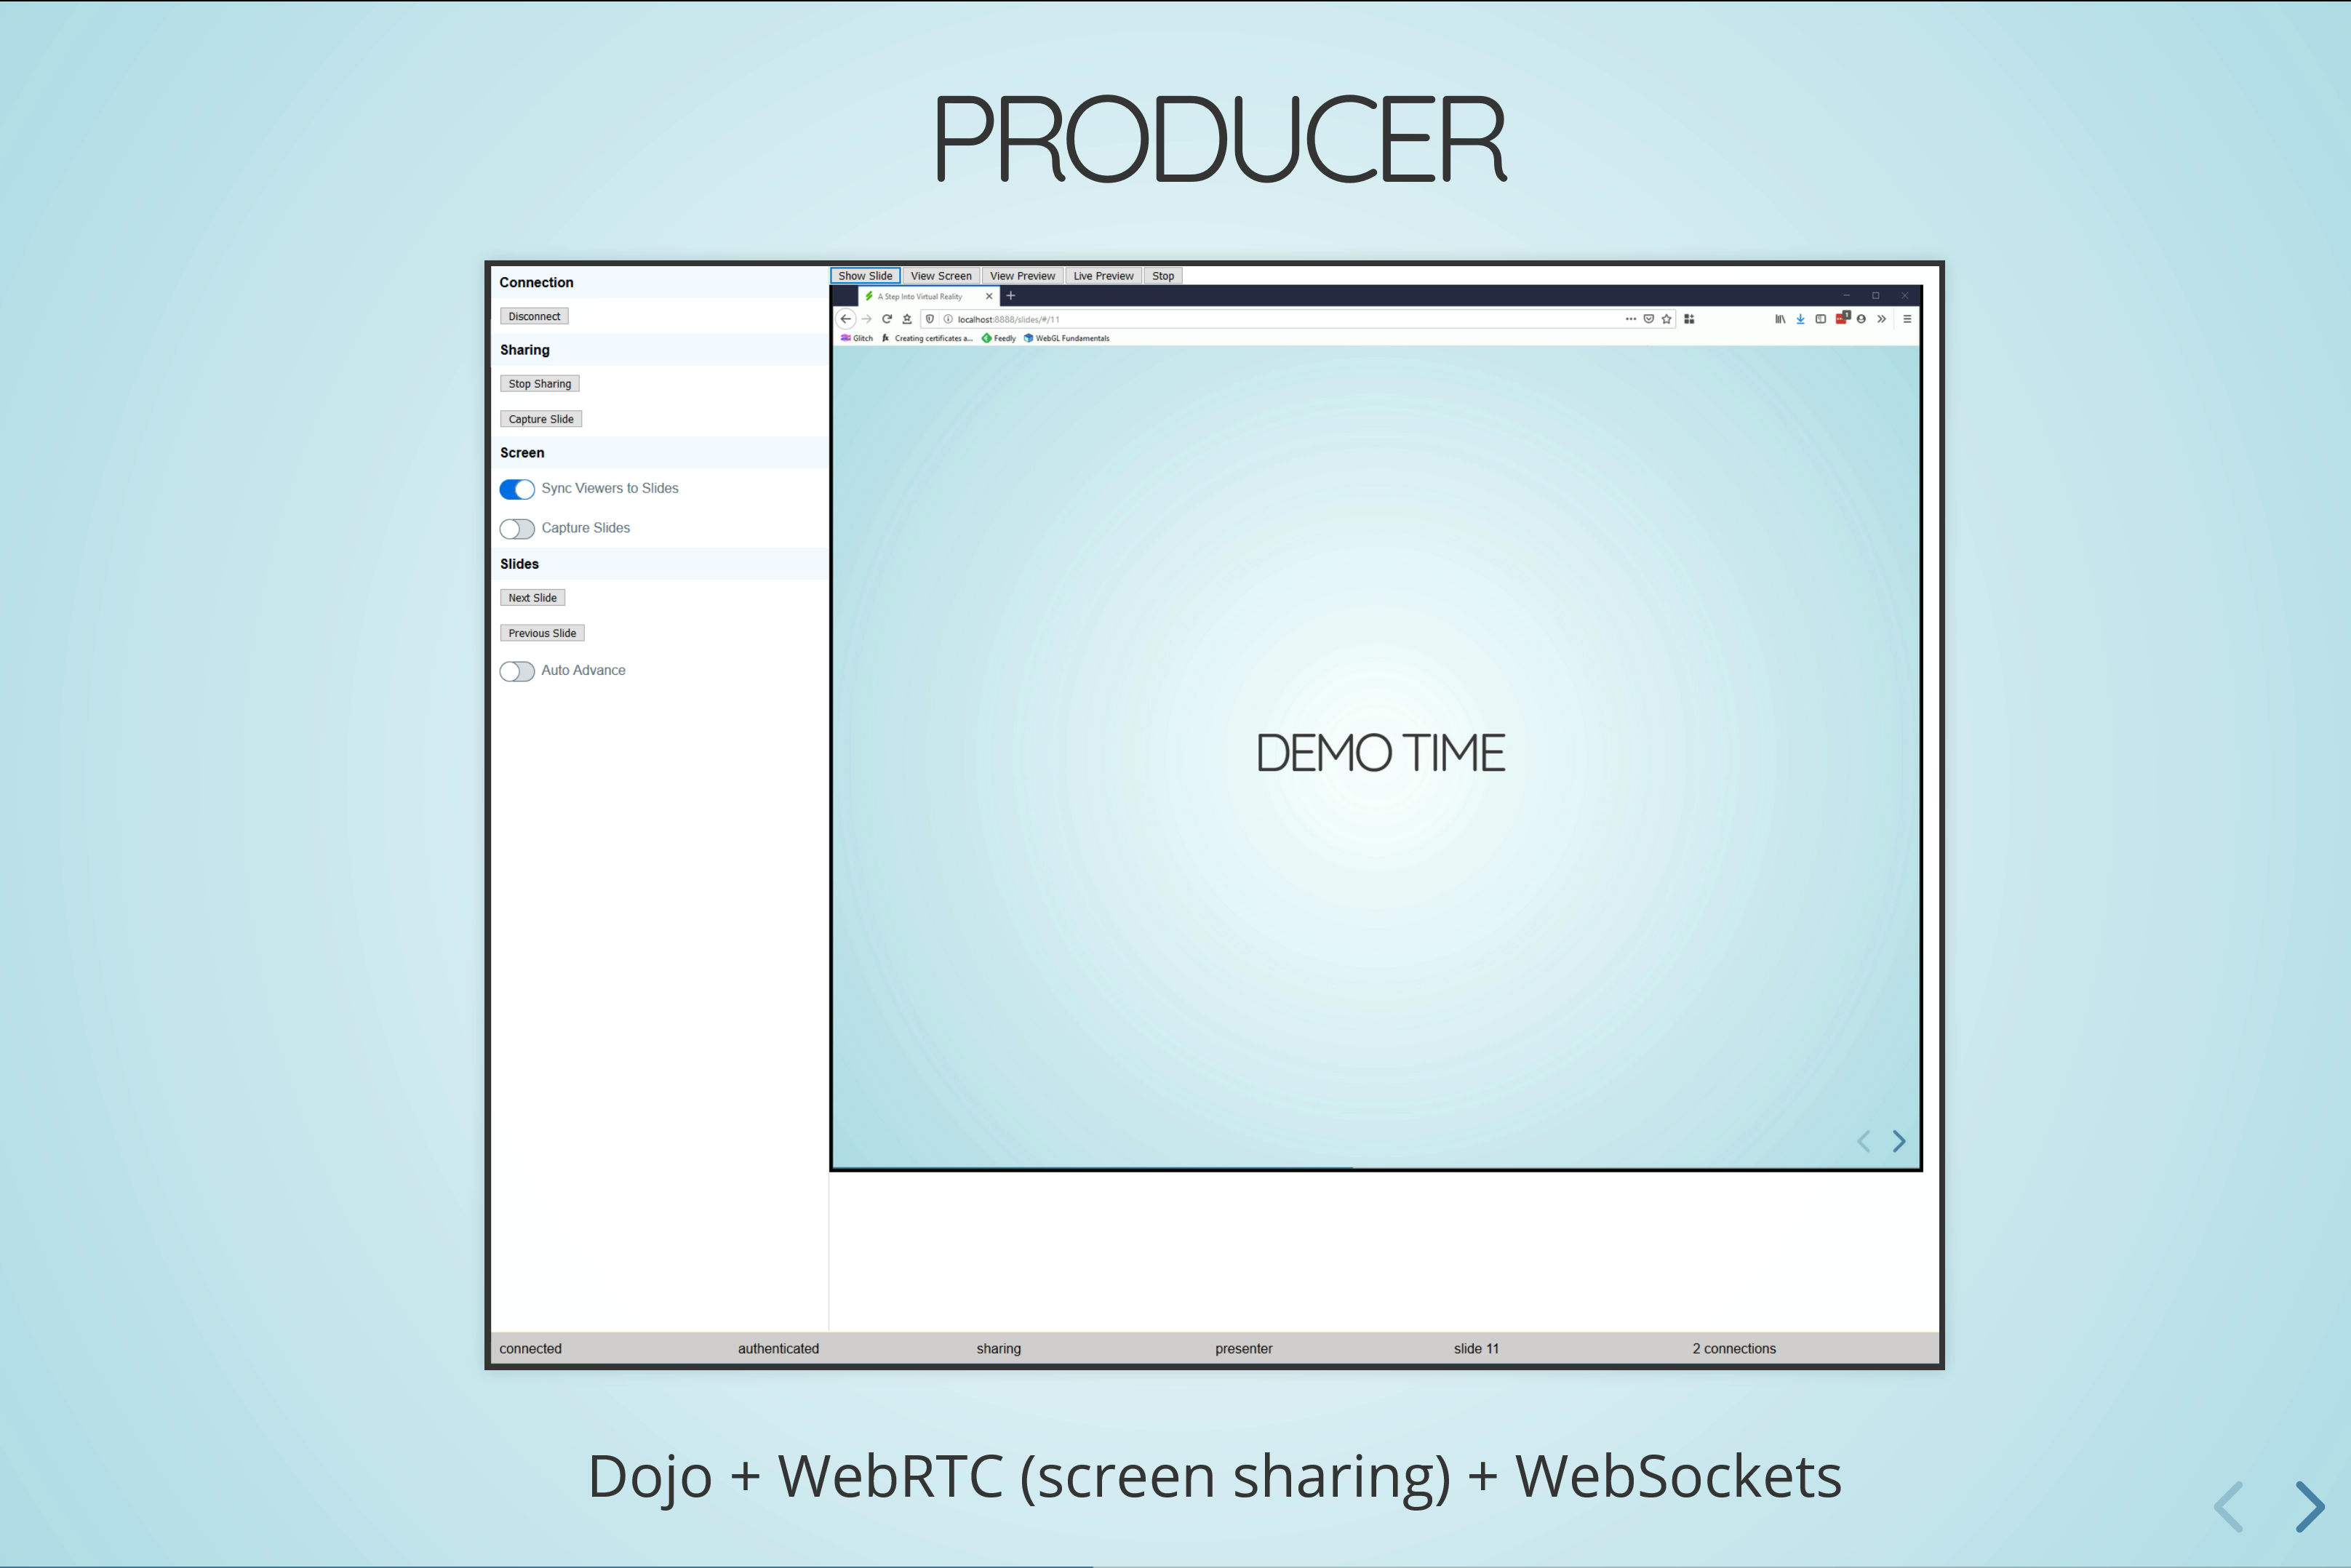 PRODUCER
Connection
Disconnect
Sharing
Stop Sharing
Capture Slide
Screen
Sync Viewers to Slides
Capture Slides
Slides
Next Slide
Previous Slide
Auto Advance
Show Slide View Screen View Preview Live Preview Stop
A Step Into Virtual Reality
localhost:8888/slides/#/11
Glitch Creating certificates a... Feedly WebGL Fundamentals
DEMO TIME
connected authenticated sharing presenter slide 11 2 connections
Dojo + WebRTC (screen sharing) + WebSockets